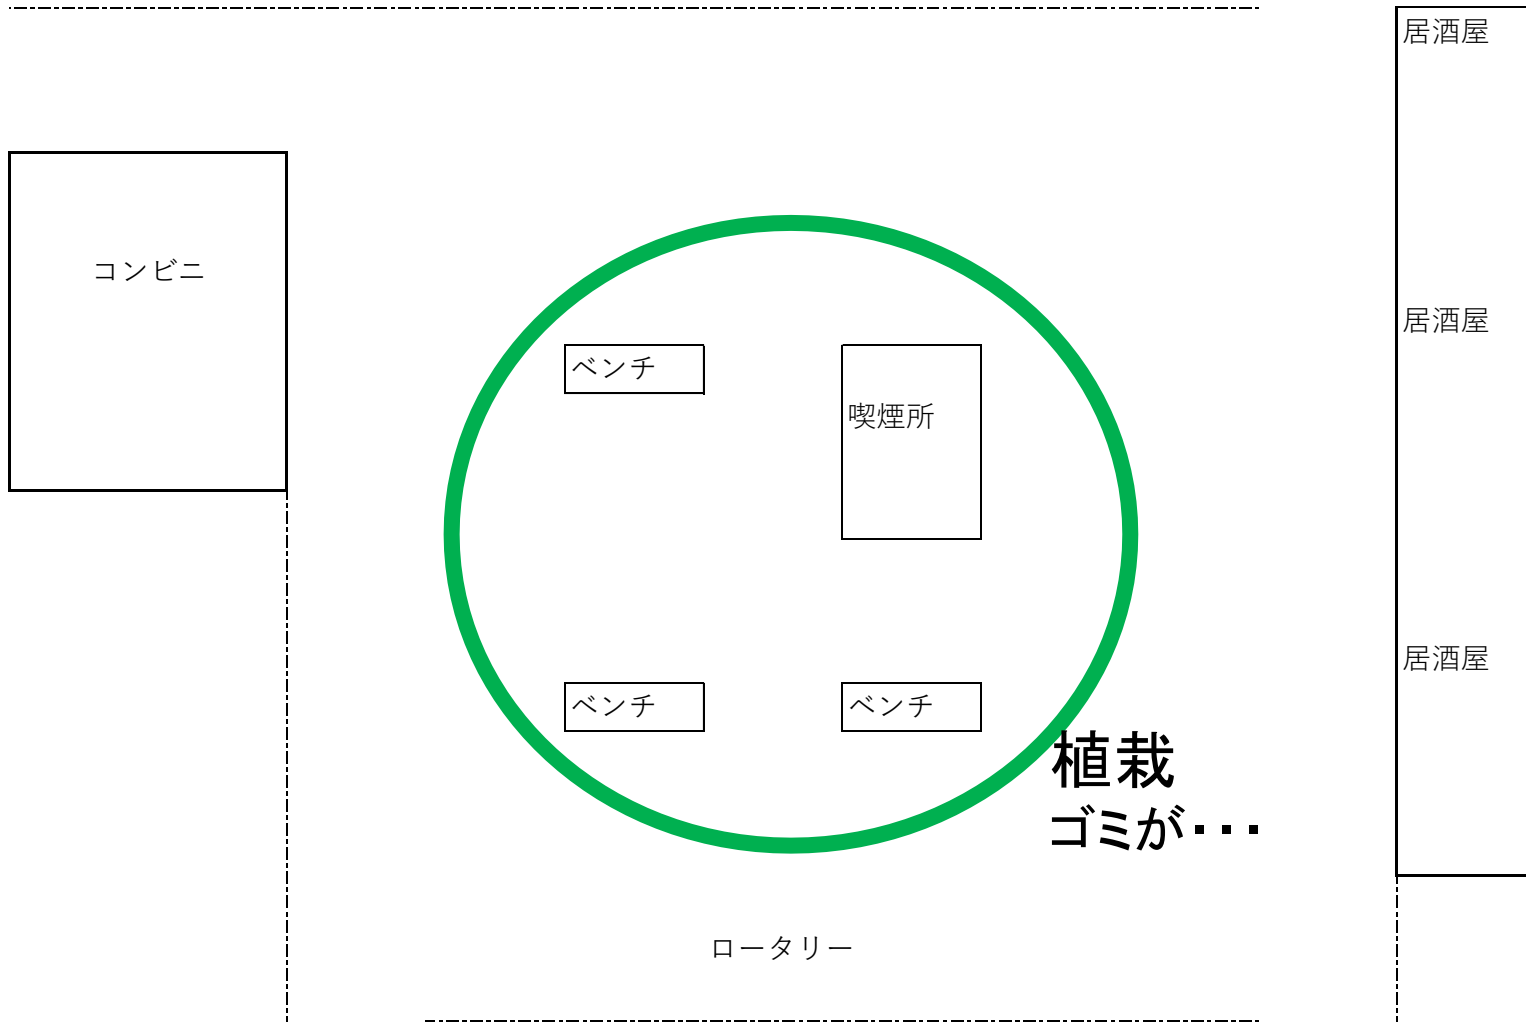 居酒屋
コンビニ
居酒屋
ベンチ
喫煙所
居酒屋
ベンチ
ベンチ
植栽
ゴミが・・・
ロータリー